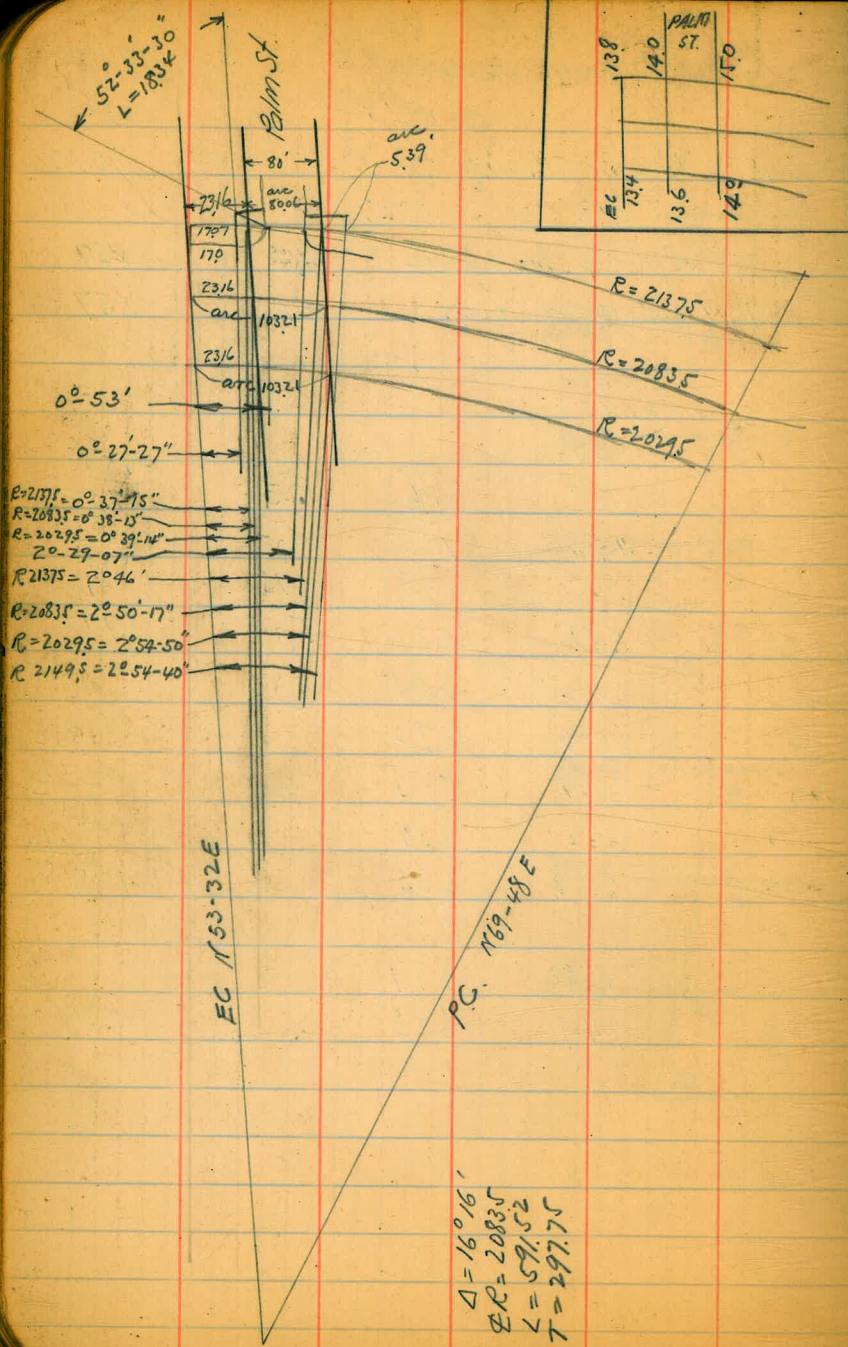 52°-33'-30"
L=18.34
Palm St.
80'
arc
80.06
arc.
5.39
23.16
17.07
17.0
23.16
arc 103.21
23.16
arc 103.21
R=2137.5
R=2083.5
R=2029.5
0°-53'
0°-27'-27"
R=2137.5=0°-37'-15"
R=2083.5=0°38'-13"
R=2029.5=0°39'-14"
2°-29-07"
R 2137.5=2°46'
R=2083.5=2°50'-17"
R=2029.5=2°54-50"
R 2149.5=2°54-40"
EC N53-32E
P.C. N69-48E
Δ=16°16'
℄R=2083.5
L=591.52
T=297.75
PALM
ST.
13.8
14.0
15.0
EC
13.4
13.6
14.9